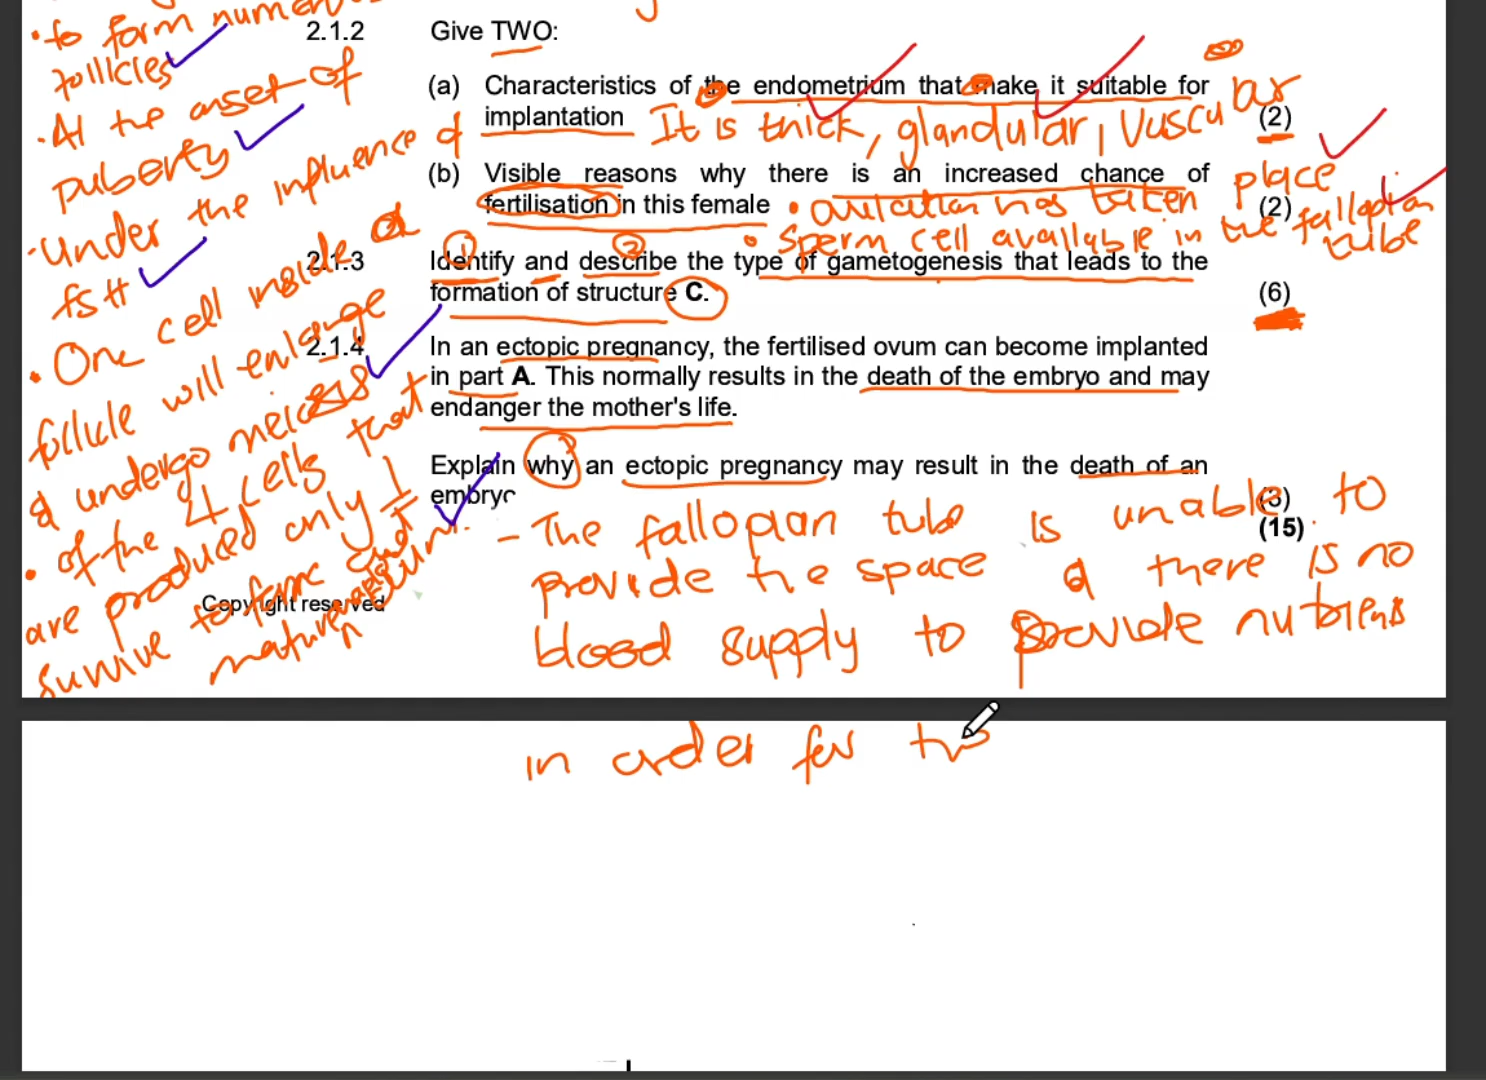 • to form
follicles
• At the onset of
puberty
• under the influence of
FSH
• One cell inside a
follicle will enlarge
& undergo meiosis
• of the 4 cells that
are produced only 1
survive to form and
mature ovum.
2.1.2 Give TWO:
(a) Characteristics of the endometrium that make it suitable for
implantation It is thick, glandular, Vascular (2)
(b) Visible reasons why there is an increased chance of
fertilisation in this female (2)
• ovulation has taken place
• sperm cell available in the fallopian
tube
2.1.3 Identify and describe the type of gametogenesis that leads to the
formation of structure C. (6)
① ②
2.1.4 In an ectopic pregnancy, the fertilised ovum can become implanted
in part A. This normally results in the death of the embryo and may
endanger the mother's life.
Explain why an ectopic pregnancy may result in the death of an
embryo (3)
(15)
- The fallopian tube is unable to
provide the space & there is no
blood supply to provide nutrients
in order for
Copyright reserved